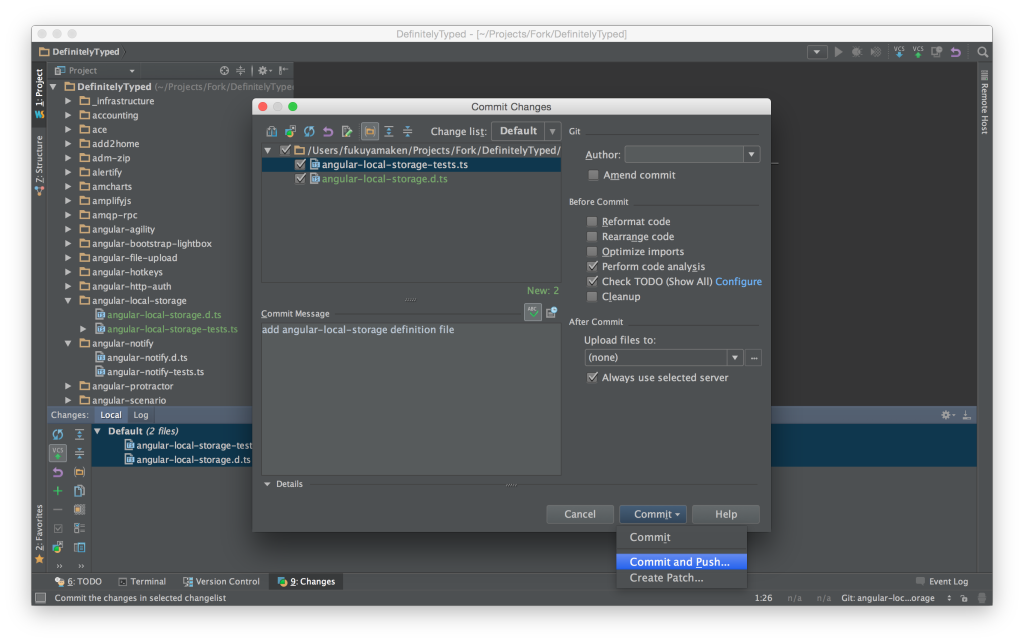 DefinitelyTyped - [~/Projects/Fork/DefinitelyTyped]
DefinitelyTyped
VCS VCS
1: Project
Z: Structure
2: Favorites
Remote Host
Project
DefinitelyTyped (~/Projects/Fork/DefinitelyType
_infrastructure
accounting
ace
add2home
adm-zip
alertify
amcharts
amplifyjs
amqp-rpc
angular-agility
angular-bootstrap-lightbox
angular-file-upload
angular-hotkeys
angular-http-auth
angular-local-storage
angular-local-storage.d.ts
angular-local-storage-tests.ts
angular-notify
angular-notify.d.ts
angular-notify-tests.ts
angular-protractor
angular-scenario
Commit Changes
Change list: Default
/Users/fukuyamaken/Projects/Fork/DefinitelyTyped/
angular-local-storage-tests.ts
angular-local-storage.d.ts
New: 2
Commit Message
add angular-local-storage definition file
Details
Git
Author:
Amend commit
Before Commit
Reformat code
Rearrange code
Optimize imports
Perform code analysis
Check TODO (Show All) Configure
Cleanup
After Commit
Upload files to:
(none)
...
Always use selected server
Cancel
Commit
Help
Commit
Commit and Push...
Create Patch...
Changes: Local Log
VCS
Default (2 files)
angular-local-storage-test
angular-local-storage.d.ts
6: TODO
Terminal
Version Control
9: Changes
Event Log
Commit the changes in selected changelist
1:26 n/a n/a Git: angular-loc...orage